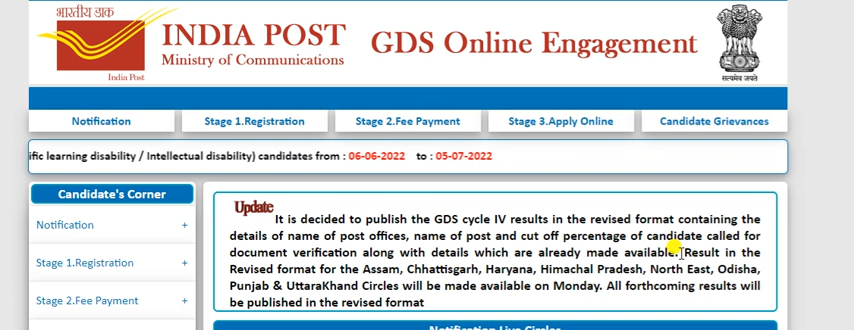 भारतीय डाक
India Post
INDIA POST
Ministry of Communications
GDS Online Engagement
सत्यमेव जयते
Notification
Stage 1.Registration
Stage 2.Fee Payment
Stage 3.Apply Online
Candidate Grievances
ific learning disability / Intellectual disability) candidates from : 06-06-2022 to : 05-07-2022
Candidate's Corner
Notification +
Stage 1.Registration +
Stage 2.Fee Payment +
Update
It is decided to publish the GDS cycle IV results in the revised format containing the
details of name of post offices, name of post and cut off percentage of candidate called for
document verification along with details which are already made available. Result in the
Revised format for the Assam, Chhattisgarh, Haryana, Himachal Pradesh, North East, Odisha,
Punjab & UttaraKhand Circles will be made available on Monday. All forthcoming results will
be published in the revised format
Notification Live Circles